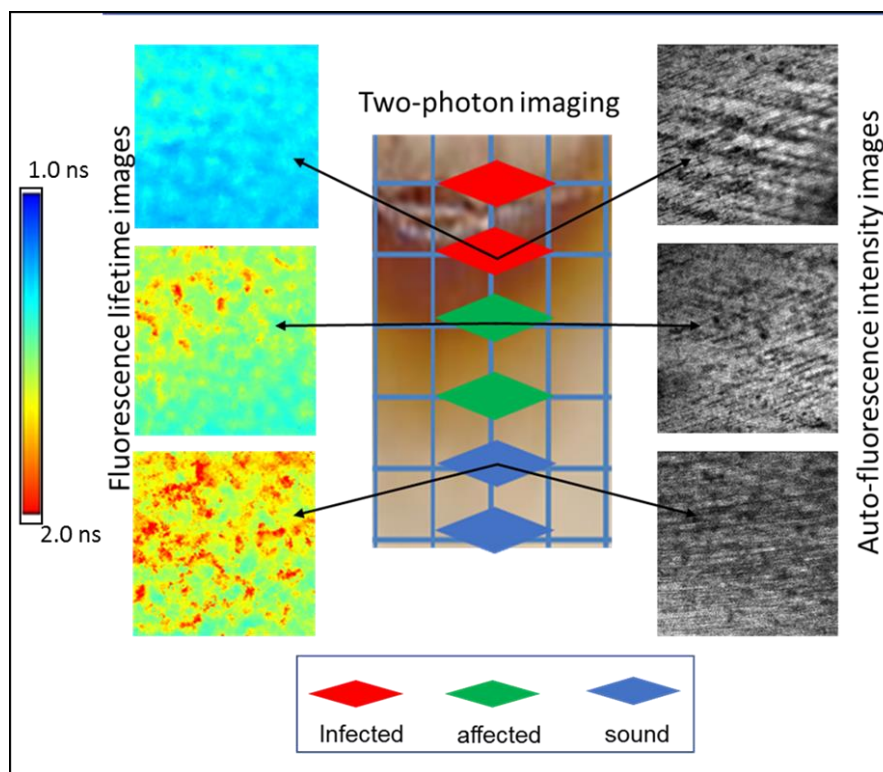 Two-photon imaging
Fluorescence lifetime images
1.0 ns
2.0 ns
Auto-fluorescence intensity images
Infected
affected
sound